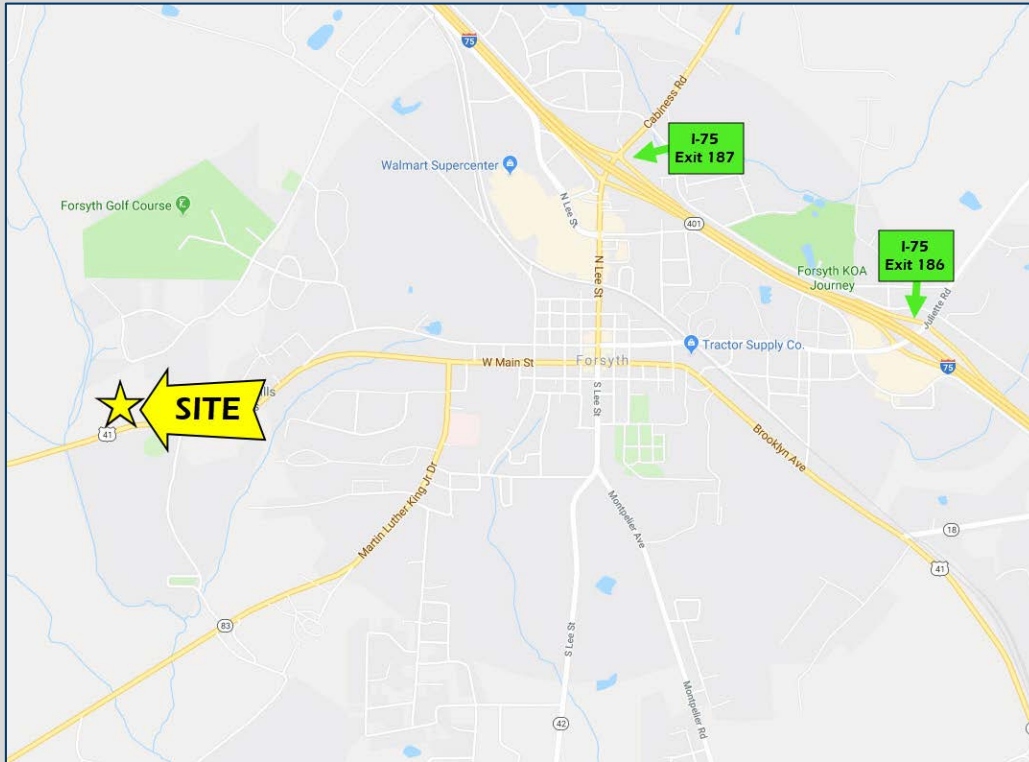 75
Cabiness Rd
I-75
Exit 187
Walmart Supercenter
Forsyth Golf Course
N Lee St
401
I-75
Exit 186
Forsyth KOA
Journey
N Lee St
Juliette Rd
Tractor Supply Co.
W Main St
Forsyth
75
SITE
41
S Lee St
Brooklyn Ave
Martin Luther King Jr Dr
Montpelier Ave
18
41
83
S Lee St
Montpelier Rd
42